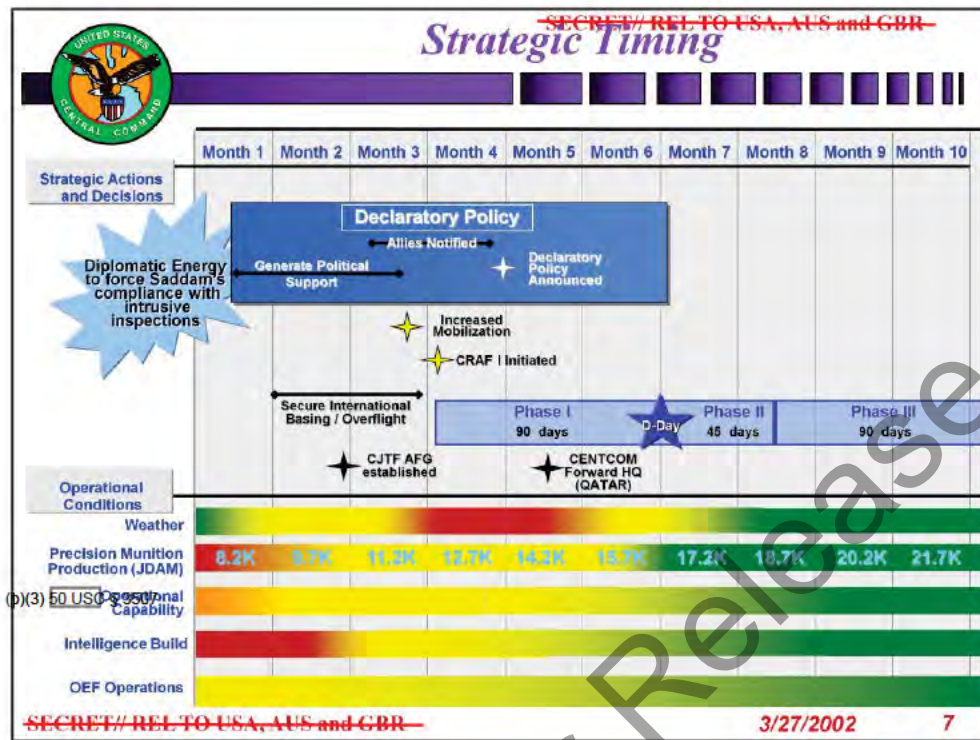 SECRET// REL TO USA, AUS and GBR
Strategic Timing
UNITED STATES
CENTRAL COMMAND
Month 1 Month 2 Month 3 Month 4 Month 5 Month 6 Month 7 Month 8 Month 9 Month 10
Strategic Actions
and Decisions
Declaratory Policy
Allies Notified
Diplomatic Energy
to force Saddam's
compliance with
intrusive
inspections
Generate Political
Support
Declaratory
Policy
Announced
Increased
Mobilization
CRAF I Initiated
Secure International
Basing / Overflight
Phase I
90 days
D-Day
Phase II
45 days
Phase III
90 days
CJTF AFG
established
CENTCOM
Forward HQ
(QATAR)
Operational
Conditions
Weather
Precision Munition
Production (JDAM)
8.2K 9.7K 11.2K 12.7K 14.2K 15.7K 17.2K 18.7K 20.2K 21.7K
(b)(3) 50 USC § 3507
Operational
Capability
Intelligence Build
OEF Operations
Release
SECRET// REL TO USA, AUS and GBR
3/27/2002 7